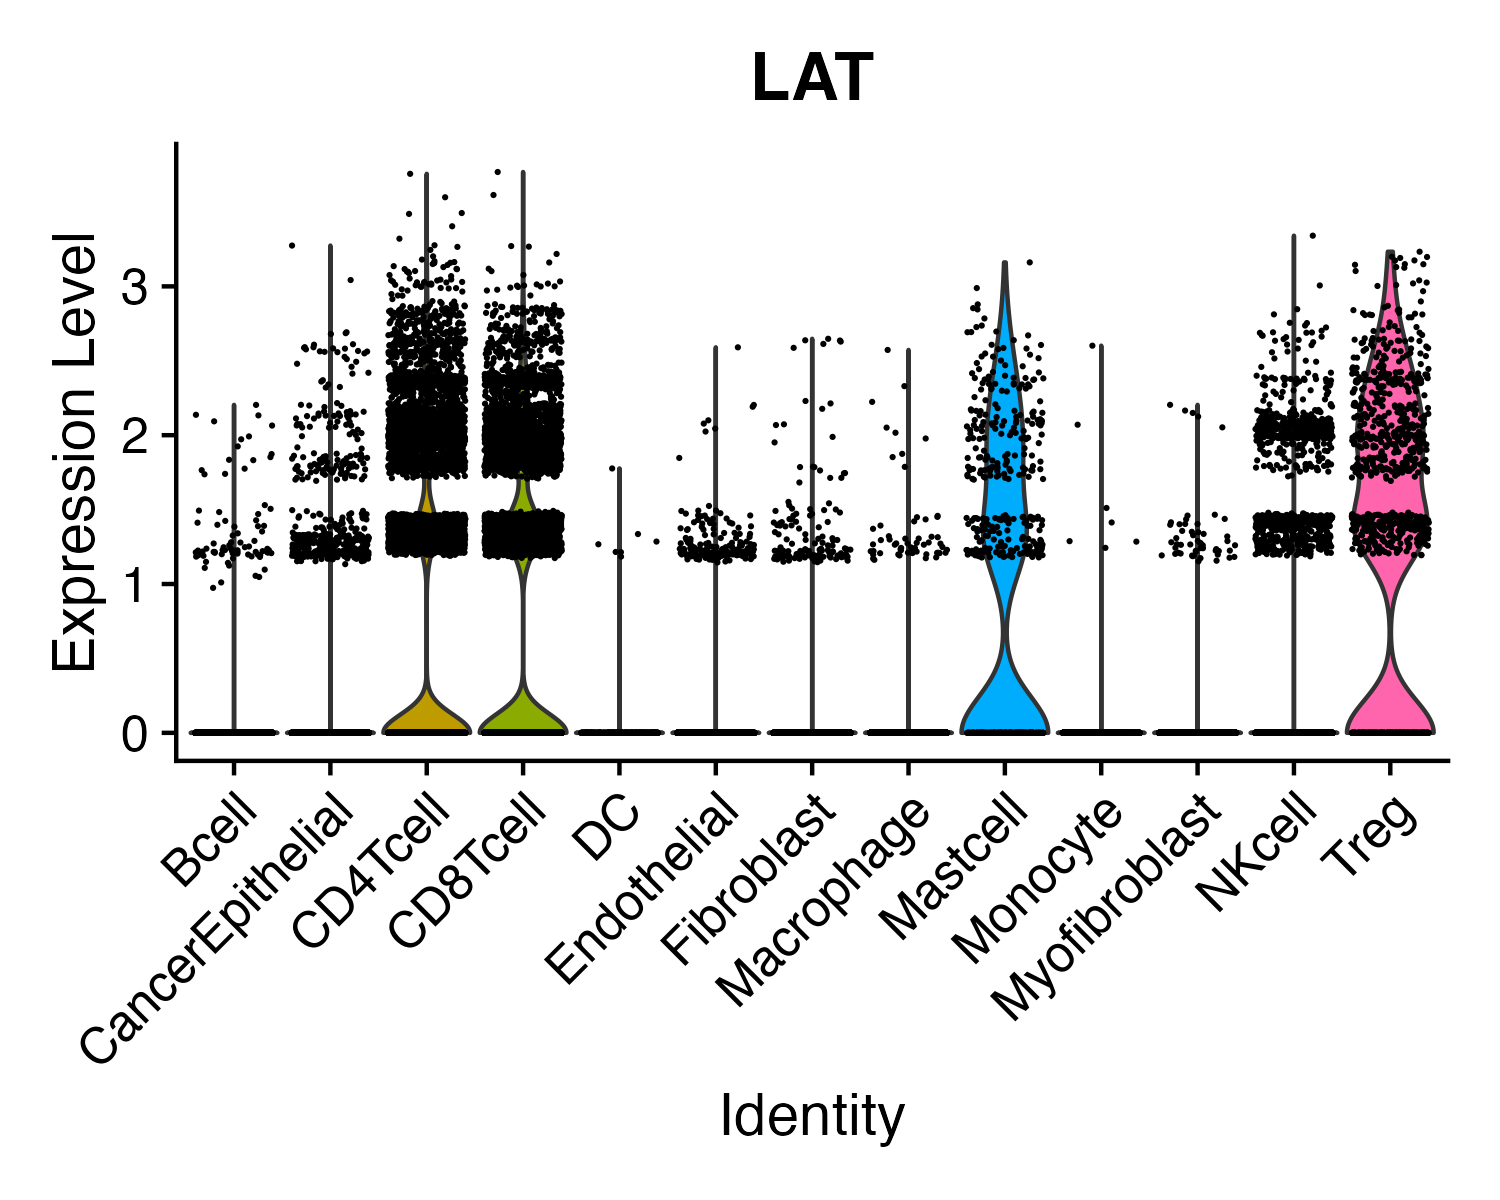 LAT
Expression Level
3
2
1
0
Bcell
CancerEpithelial
CD4Tcell
CD8Tcell
DC
Endothelial
Fibroblast
Macrophage
Mastcell
Monocyte
Myofibroblast
NKcell
Treg
Identity